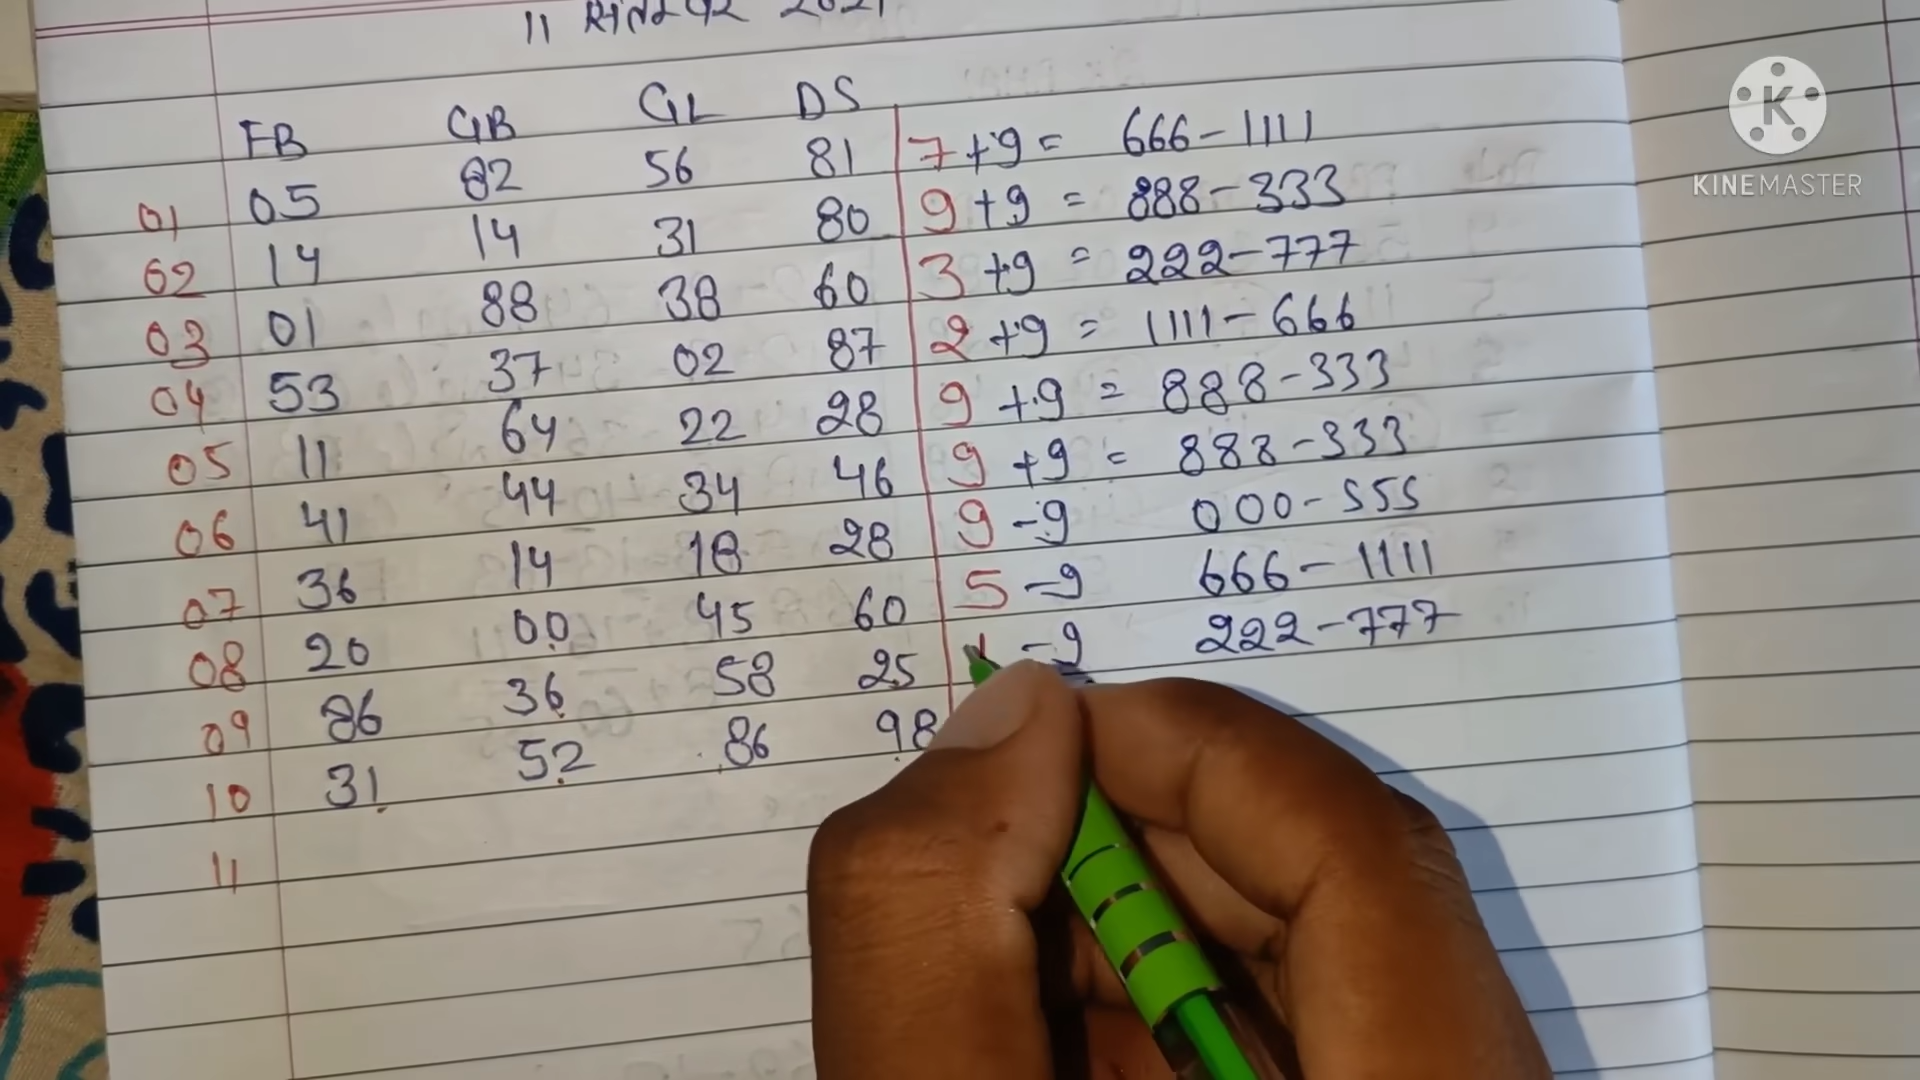 11 सितम्बर 2021
FB GB GL DS
01 05 82 56 81 7+9= 666-1111
02 14 14 31 80 9+9= 888-333
03 01 88 38 60 3+9= 222-777
04 53 37 02 87 2+9= 1111-666
05 11 64 22 28 9+9= 888-333
06 41 44 34 46 9+9= 888-333
07 36 14 18 28 9-9 000-555
08 20 00 45 60 5-9 666-1111
09 86 36 58 25 -9 222-777
10 31 52 86 98
11
K
KINEMASTER